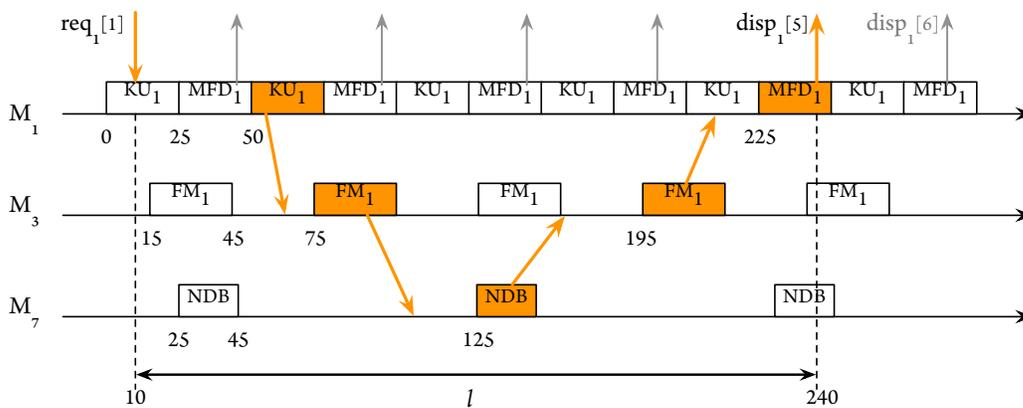 req₁[1] disp₁[5] disp₁[6]
M₁ KU₁ MFD₁ KU₁ MFD₁ KU₁ MFD₁ KU₁ MFD₁ KU₁ MFD₁ KU₁ MFD₁
0 25 50 225
M₃ FM₁ FM₁ FM₁ FM₁ FM₁
15 45 75 195
M₇ NDB NDB NDB
25 45 125
10 l 240